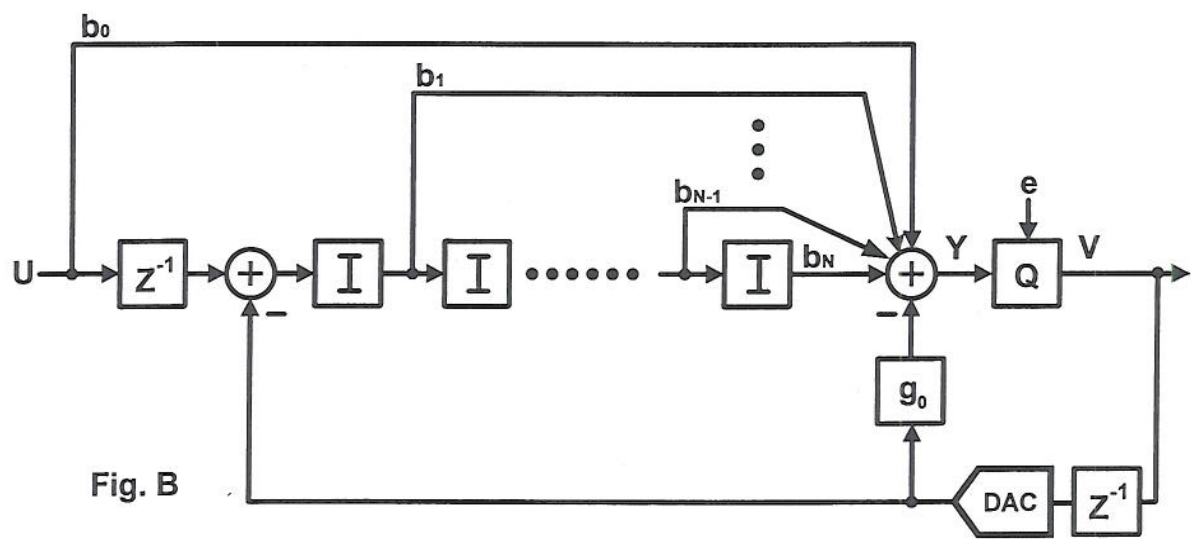 b₀
b₁
b_N-1
e
U
Z⁻¹
+
I
I
I
b_N
+
Y
Q
V
−
−
g₀
Fig. B
DAC
Z⁻¹